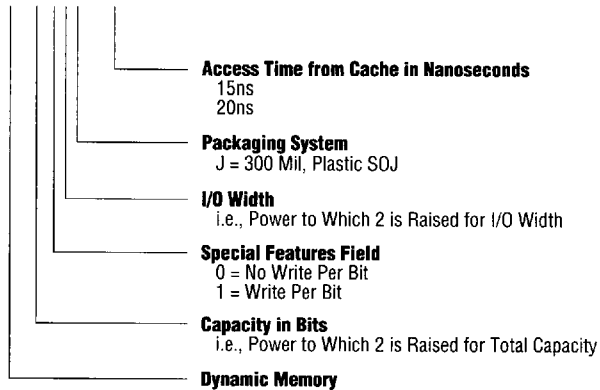 Access Time from Cache in Nanoseconds
15ns
20ns
Packaging System
J = 300 Mil, Plastic SOJ
I/O Width
i.e., Power to Which 2 is Raised for I/O Width
Special Features Field
0 = No Write Per Bit
1 = Write Per Bit
Capacity in Bits
i.e., Power to Which 2 is Raised for Total Capacity
Dynamic Memory